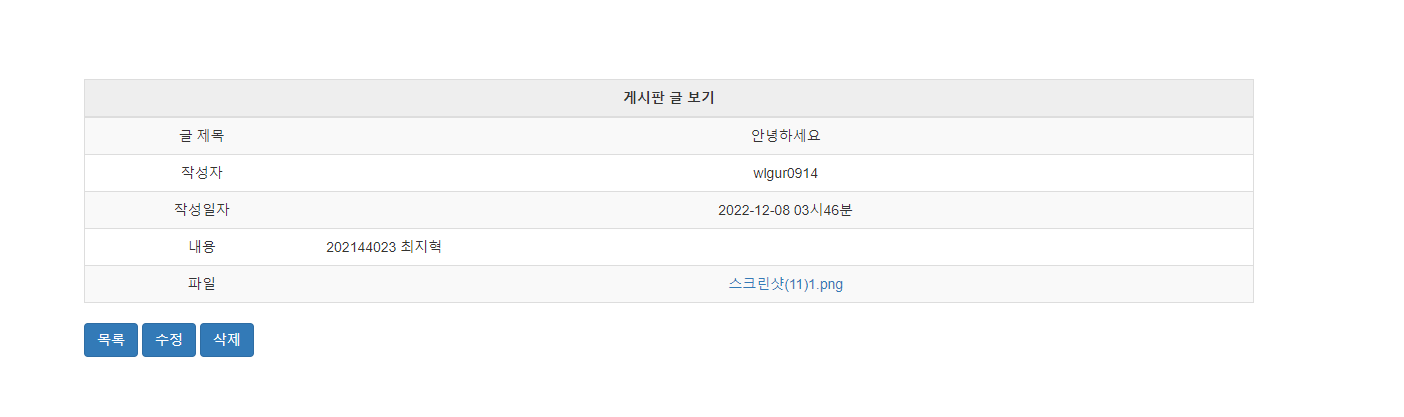 게시판 글 보기
글 제목 안녕하세요
작성자 wlgur0914
작성일자 2022-12-08 03시46분
내용 202144023 최지혁
파일 스크린샷(11)1.png
목록 수정 삭제